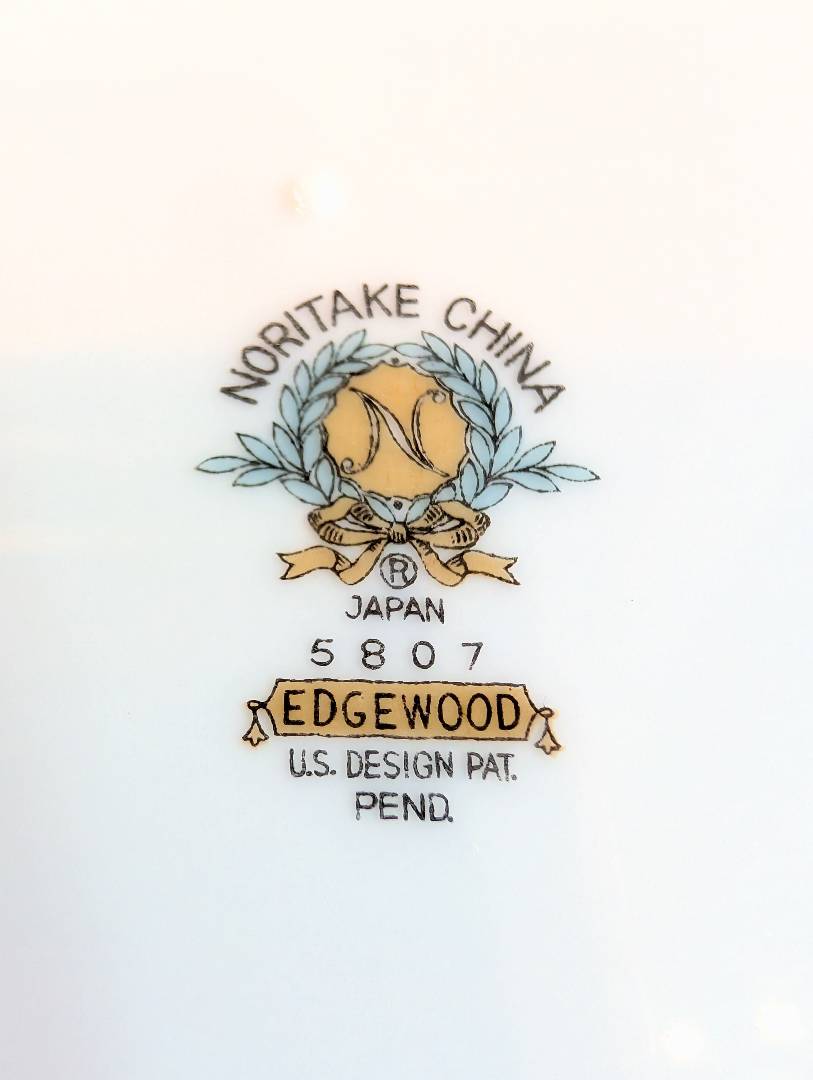 NORITAKE CHINA
N
®
JAPAN
5807
EDGEWOOD
U.S. DESIGN PAT.
PEND.